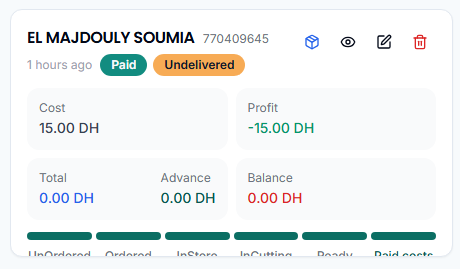 EL MAJDOULY SOUMIA 770409645
1 hours ago Paid Undelivered
Cost Profit
15.00 DH -15.00 DH
Total Advance Balance
0.00 DH 0.00 DH 0.00 DH
UnOrdered Ordered InStore InCutting Ready Paid costs